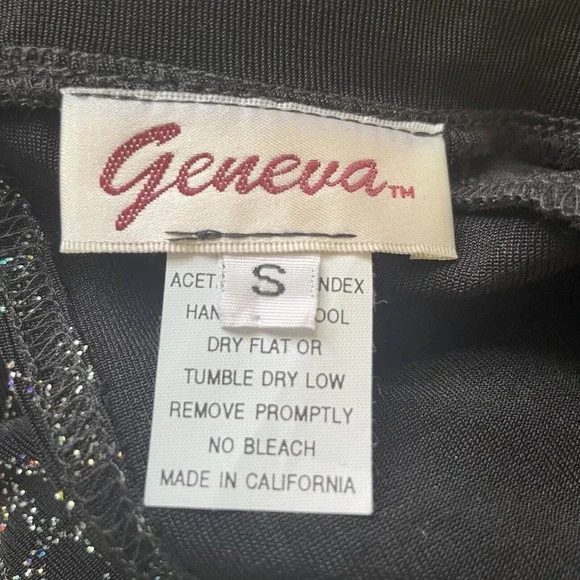 Geneva™
S
ACET NDEX
HAN OOL
DRY FLAT OR
TUMBLE DRY LOW
REMOVE PROMPTLY
NO BLEACH
MADE IN CALIFORNIA